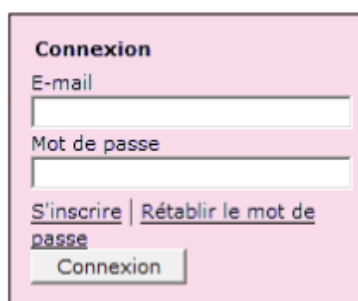 Connexion
E-mail
Mot de passe
S'inscrire | Rétablir le mot de
passe
Connexion